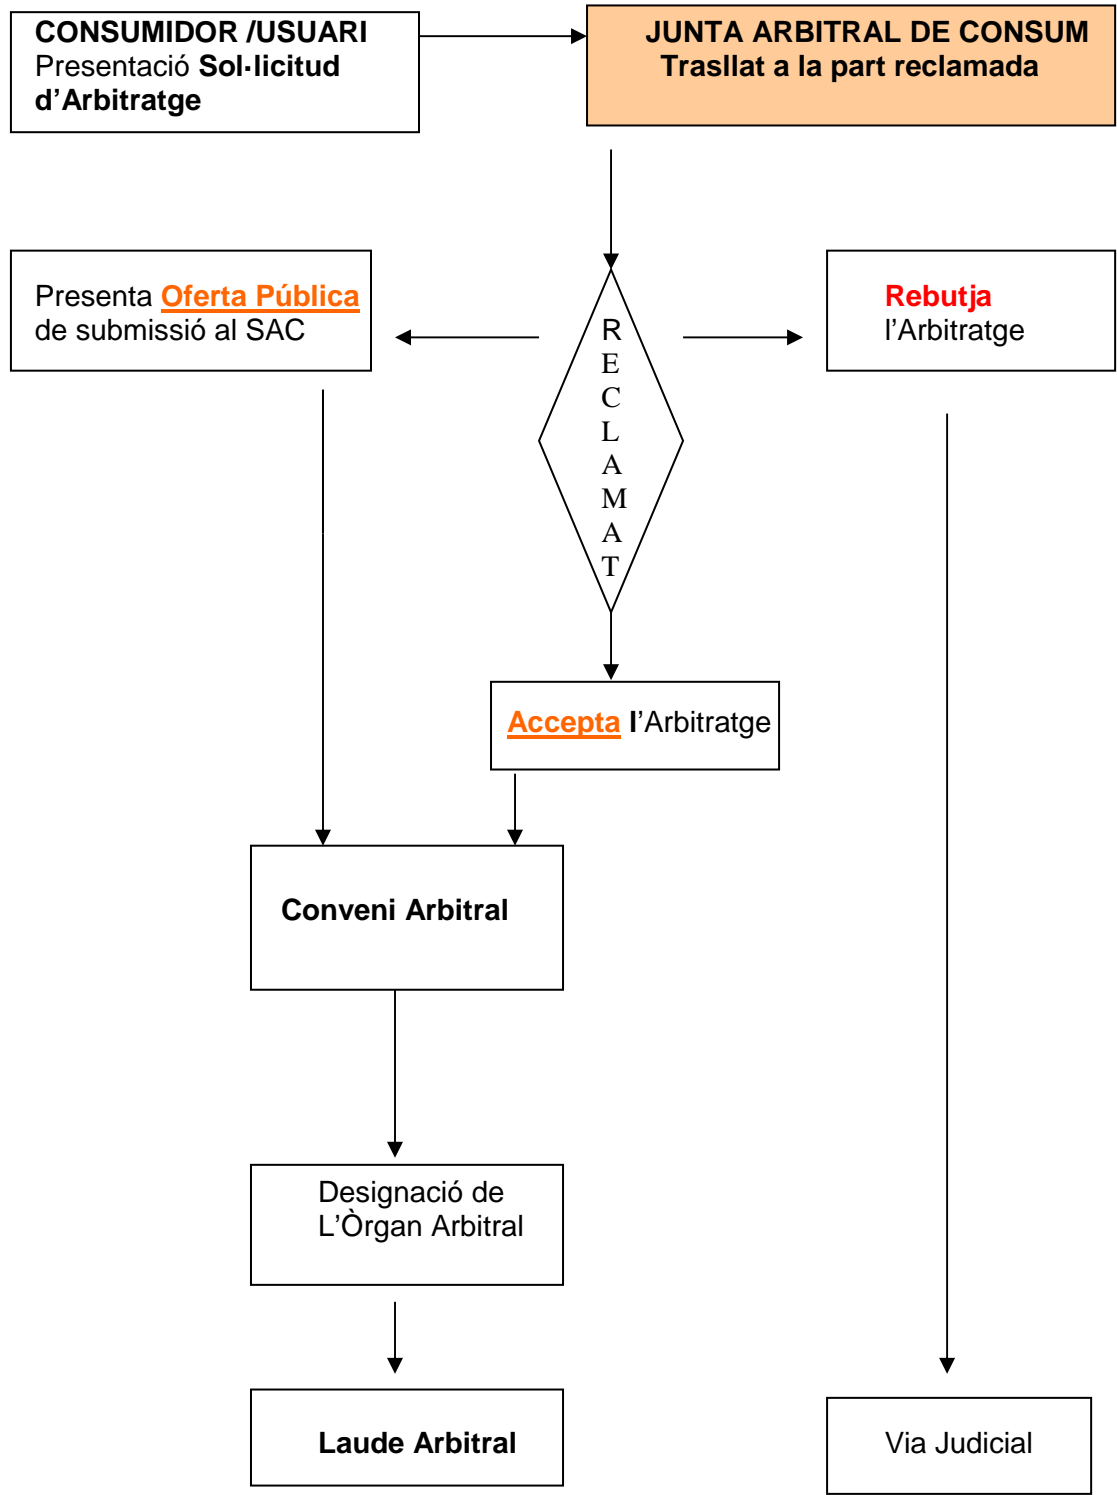 CONSUMIDOR /USUARI
Presentació Sol·licitud
d’Arbitratge
JUNTA ARBITRAL DE CONSUM
Trasllat a la part reclamada
Presenta Oferta Pública
de submissió al SAC
R
E
C
L
A
M
A
T
Rebutja
l’Arbitratge
Accepta l’Arbitratge
Conveni Arbitral
Designació de
L’Òrgan Arbitral
Laude Arbitral
Via Judicial